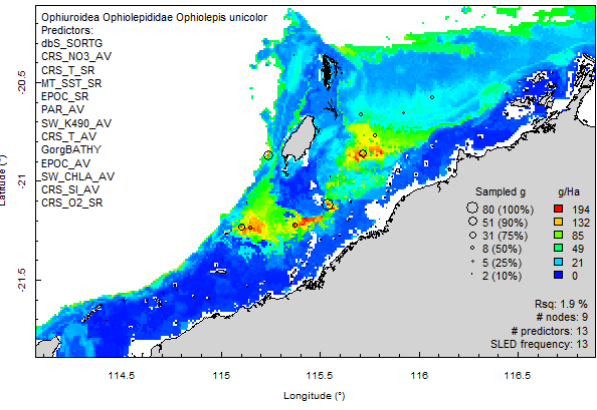 Ophiuroidea Ophiolepididae Ophiolepis unicolor
Predictors:
dbS_SORTG
CRS_NO3_AV
CRS_T_SR
MT_SST_SR
EPOC_SR
PAR_AV
SW_K490_AV
CRS_T_AV
GorgBATHY
EPOC_AV
SW_CHLA_AV
CRS_SI_AV
CRS_O2_SR
Latitude (°)
-20.5
-21
-21.5
Sampled g g/Ha
80 (100%) 194
51 (90%) 132
31 (75%) 85
8 (50%) 49
5 (25%) 21
2 (10%) 0
Rsq: 1.9 %
# nodes: 9
# predictors: 13
SLED frequency: 13
114.5 115 115.5 116 116.5
Longitude (°)